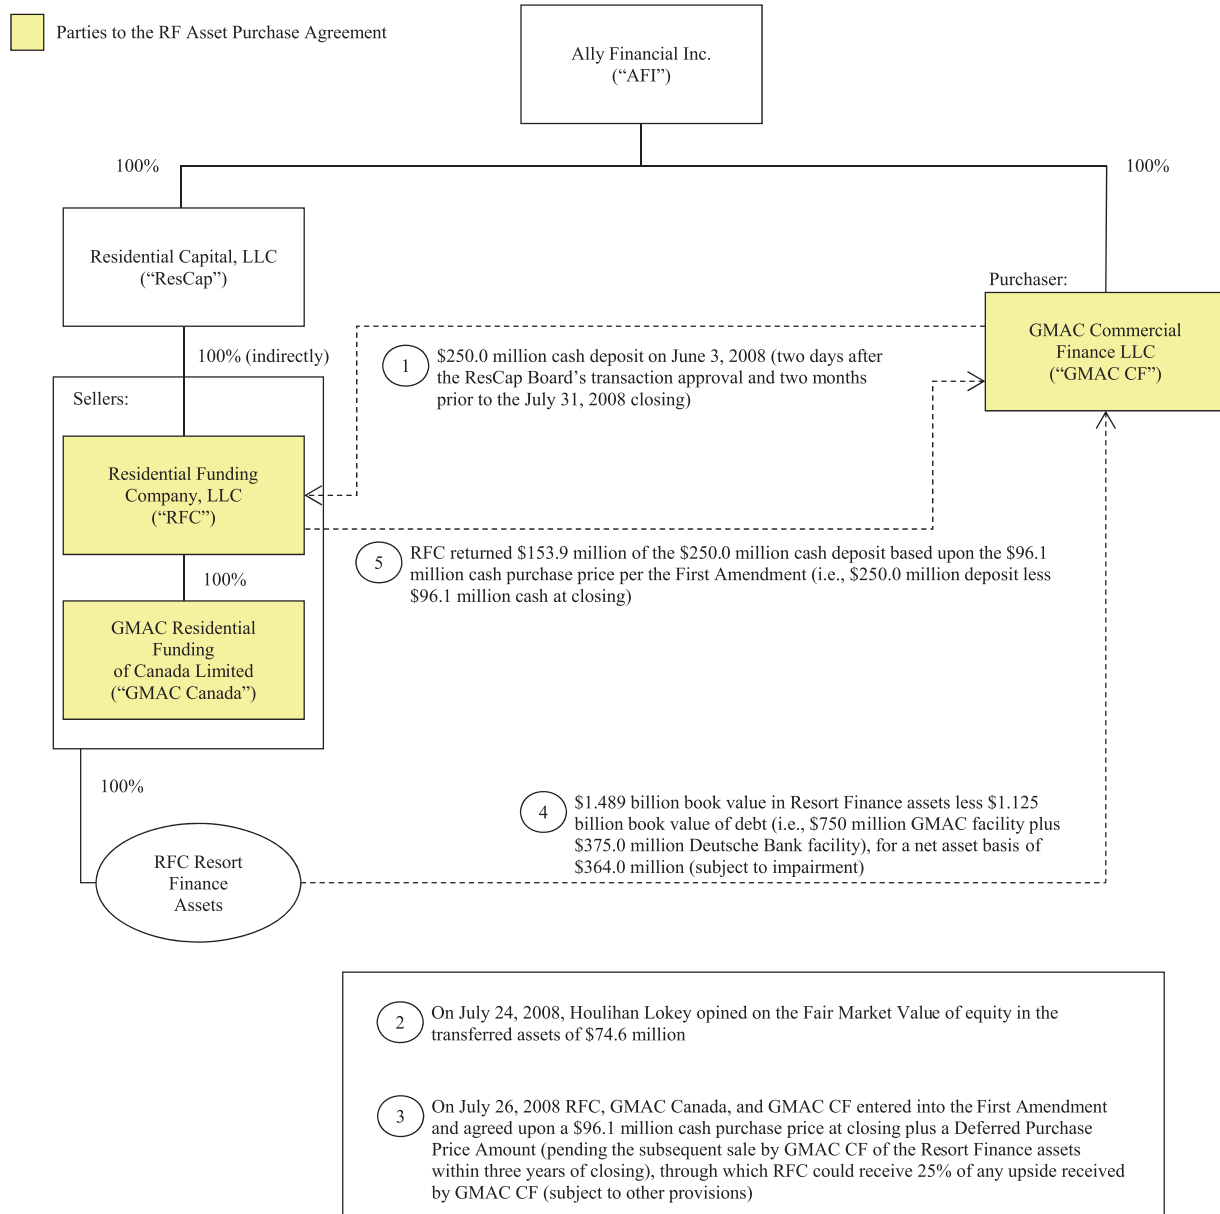 Parties to the RF Asset Purchase Agreement
Ally Financial Inc.
(“AFI”)
100%
100%
Residential Capital, LLC
(“ResCap”)
Purchaser:
GMAC Commercial
Finance LLC
(“GMAC CF”)
100% (indirectly)
1
$250.0 million cash deposit on June 3, 2008 (two days after
the ResCap Board’s transaction approval and two months
prior to the July 31, 2008 closing)
Sellers:
Residential Funding
Company, LLC
(“RFC”)
5
RFC returned $153.9 million of the $250.0 million cash deposit based upon the $96.1
million cash purchase price per the First Amendment (i.e., $250.0 million deposit less
$96.1 million cash at closing)
100%
GMAC Residential
Funding
of Canada Limited
(“GMAC Canada”)
100%
4
$1.489 billion book value in Resort Finance assets less $1.125
billion book value of debt (i.e., $750 million GMAC facility plus
$375.0 million Deutsche Bank facility), for a net asset basis of
$364.0 million (subject to impairment)
RFC Resort
Finance
Assets
2
On July 24, 2008, Houlihan Lokey opined on the Fair Market Value of equity in the
transferred assets of $74.6 million
3
On July 26, 2008 RFC, GMAC Canada, and GMAC CF entered into the First Amendment
and agreed upon a $96.1 million cash purchase price at closing plus a Deferred Purchase
Price Amount (pending the subsequent sale by GMAC CF of the Resort Finance assets
within three years of closing), through which RFC could receive 25% of any upside received
by GMAC CF (subject to other provisions)